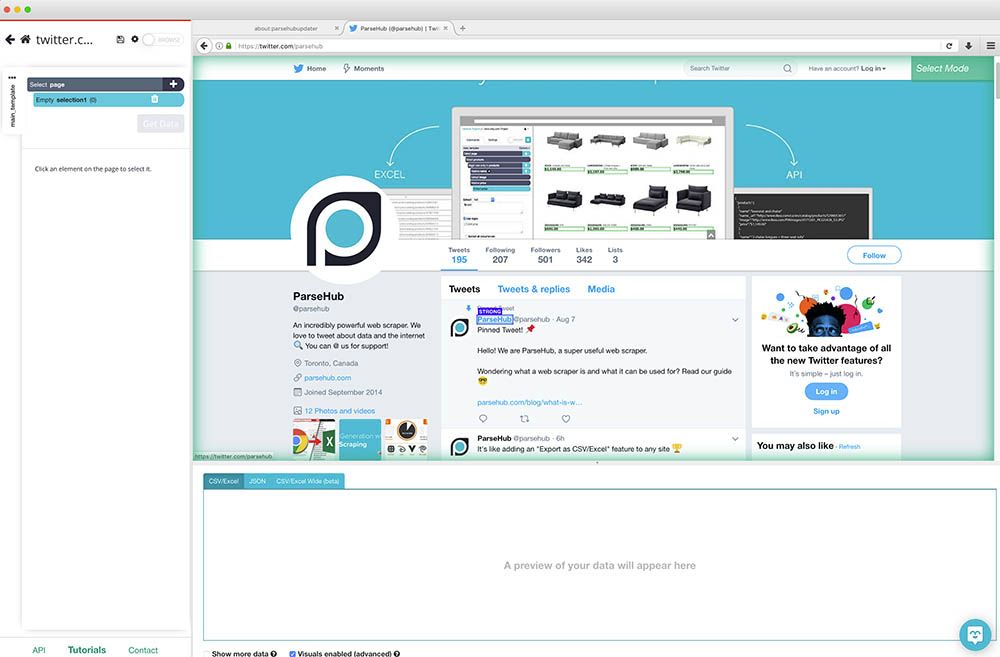 about:parsehubupdater
ParseHub (@parsehub) | Tw
twitter.c...
BROWSE
https://twitter.com/parsehub
Home
Moments
Search Twitter
Have an account? Log in
Select Mode
main_template
Select page
Empty selection1 (0)
Get Data
Click an element on the page to select it.
EXCEL
API
Tweets
195
Following
207
Followers
501
Likes
342
Lists
3
Follow
ParseHub
@parsehub
An incredibly powerful web scraper. We
love to tweet about data and the internet
You can @ us for support!
Toronto, Canada
parsehub.com
Joined September 2014
12 Photos and videos
Scraping
Tweets
Tweets & replies
Media
STRONG
ParseHub @parsehub · Aug 7
Pinned Tweet!
Hello! We are ParseHub, a super useful web scraper.
Wondering what a web scraper is and what it can be used for? Read our guide
parsehub.com/blog/what-is-w...
ParseHub @parsehub · 6h
It's like adding an "Export as CSV/Excel" feature to any site
Want to take advantage of all
the new Twitter features?
It's simple – just log in.
Log in
Sign up
You may also like · Refresh
https://twitter.com/parsehub
CSV/Excel
JSON
CSV/Excel Wide (beta)
A preview of your data will appear here
API
Tutorials
Contact
Show more data
Visuals enabled (advanced)